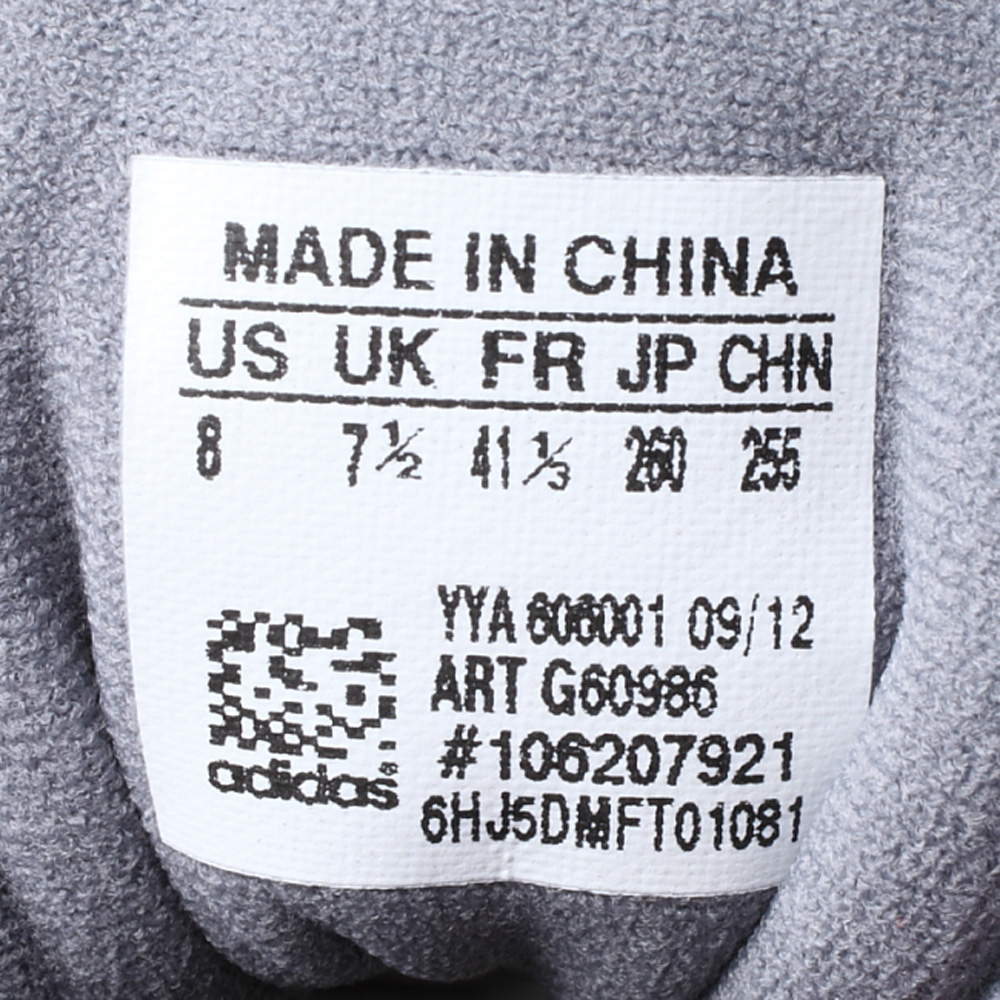 MADE IN CHINA
US UK FR JP CHN
8 7½ 41⅓ 260 255
YYA 606001 09/12
ART G60986
#106207921
6HJ5DMFT01081
adidas